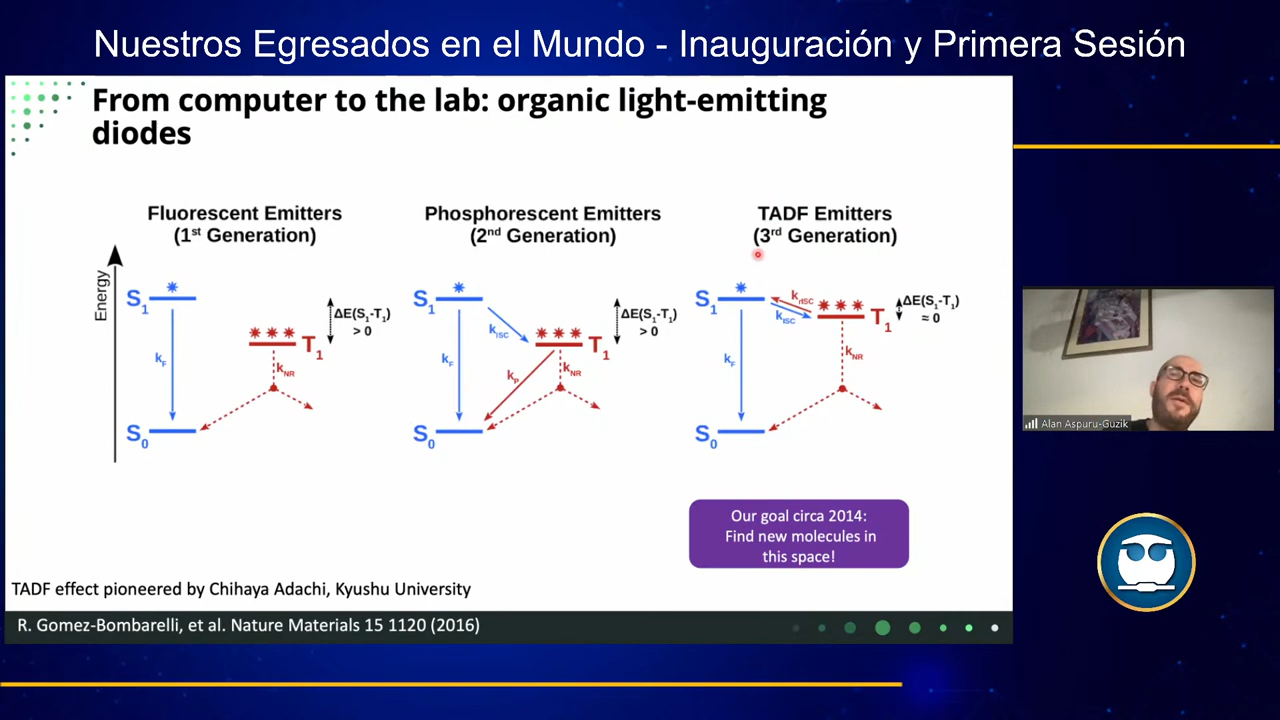 Nuestros Egresados en el Mundo - Inauguración y Primera Sesión
From computer to the lab: organic light-emitting
diodes
Fluorescent Emitters
(1st Generation)
Phosphorescent Emitters
(2nd Generation)
TADF Emitters
(3rd Generation)
Energy
S1
kF
S0
T1
kNR
ΔE(S1-T1)
> 0
S1
kF
kISC
S0
T1
kP
kNR
ΔE(S1-T1)
> 0
S1
krISC
kISC
kF
S0
T1
kNR
ΔE(S1-T1)
≈ 0
Our goal circa 2014:
Find new molecules in
this space!
TADF effect pioneered by Chihaya Adachi, Kyushu University
R. Gomez-Bombarelli, et al. Nature Materials 15 1120 (2016)
Alan Aspuru-Guzik